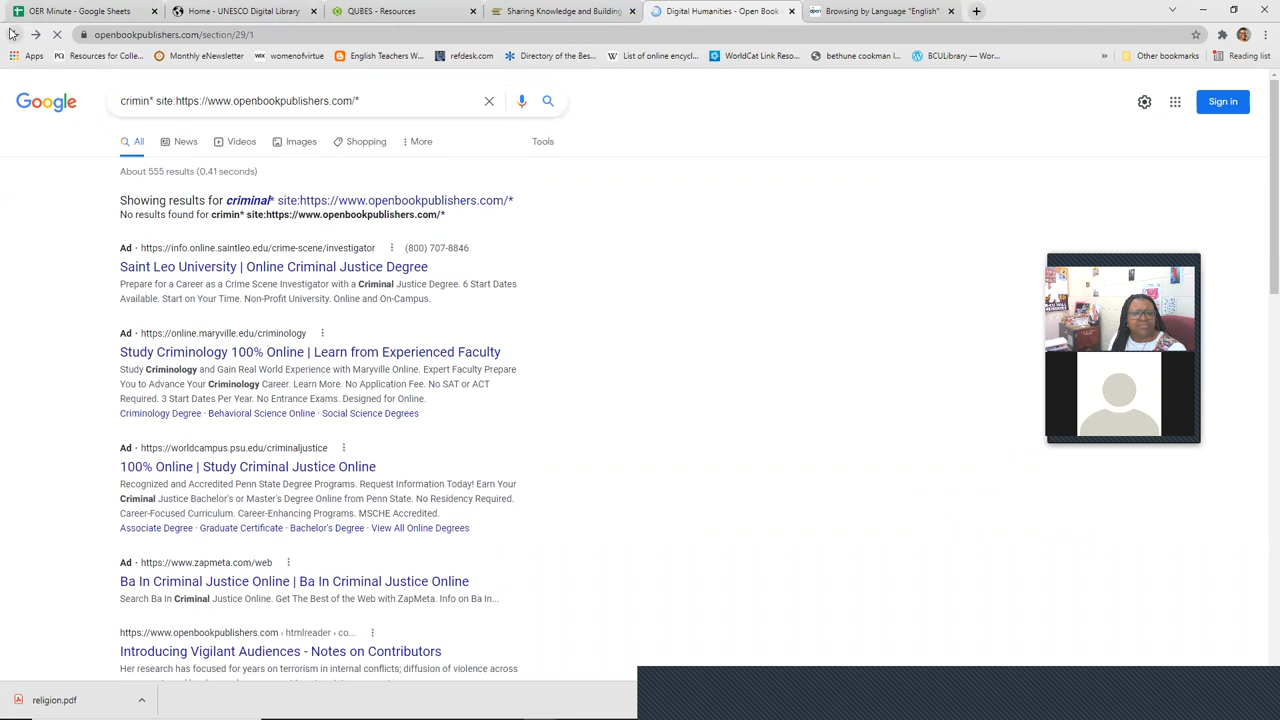 OER Minute - Google Sheets
Home - UNESCO Digital Library
QUBES - Resources
Sharing Knowledge and Building
Digital Humanities - Open Book
Browsing by Language "English"
openbookpublishers.com/section/29/1
Apps
Resources for Colle...
Monthly eNewsletter
womenofvirtue
English Teachers W...
refdesk.com
Directory of the Bes...
List of online encycl...
WorldCat Link Reso...
bethune cookman l...
BCULibrary — Wor...
»
Other bookmarks
Reading list
Google
crimin* site:https://www.openbookpublishers.com/*
Sign in
All
News
Videos
Images
Shopping
More
Tools
About 555 results (0.41 seconds)
Showing results for criminal* site:https://www.openbookpublishers.com/*
No results found for crimin* site:https://www.openbookpublishers.com/*
Ad · https://info.online.saintleo.edu/crime-scene/investigator (800) 707-8846
Saint Leo University | Online Criminal Justice Degree
Prepare for a Career as a Crime Scene Investigator with a Criminal Justice Degree. 6 Start Dates
Available. Start on Your Time. Non-Profit University. Online and On-Campus.
Ad · https://online.maryville.edu/criminology
Study Criminology 100% Online | Learn from Experienced Faculty
Study Criminology and Gain Real World Experience with Maryville Online. Expert Faculty Prepare
You to Advance Your Criminology Career. Learn More. No Application Fee. No SAT or ACT
Required. 3 Start Dates Per Year. No Entrance Exams. Designed for Online.
Criminology Degree · Behavioral Science Online · Social Science Degrees
Ad · https://worldcampus.psu.edu/criminaljustice
100% Online | Study Criminal Justice Online
Recognized and Accredited Penn State Degree Programs. Request Information Today! Earn Your
Criminal Justice Bachelor's or Master's Degree Online from Penn State. No Residency Required.
Career-Focused Curriculum. Career-Enhancing Programs. MSCHE Accredited.
Associate Degree · Graduate Certificate · Bachelor's Degree · View All Online Degrees
Ad · https://www.zapmeta.com/web
Ba In Criminal Justice Online | Ba In Criminal Justice Online
Search Ba In Criminal Justice Online. Get The Best of the Web with ZapMeta. Info on Ba In...
https://www.openbookpublishers.com › htmlreader › co...
Introducing Vigilant Audiences - Notes on Contributors
Her research has focused for years on terrorism in internal conflicts; diffusion of violence across
religion.pdf